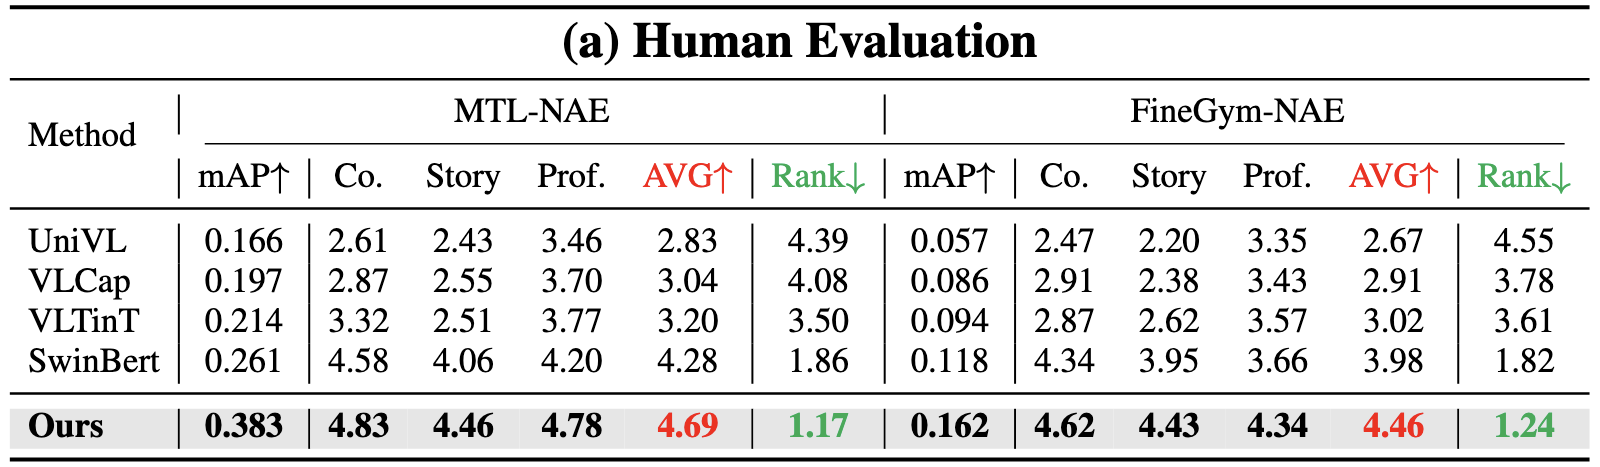 (a) Human Evaluation
Method MTL-NAE FineGym-NAE
mAP↑ Co. Story Prof. AVG↑ Rank↓ mAP↑ Co. Story Prof. AVG↑ Rank↓
UniVL 0.166 2.61 2.43 3.46 2.83 4.39 0.057 2.47 2.20 3.35 2.67 4.55
VLCap 0.197 2.87 2.55 3.70 3.04 4.08 0.086 2.91 2.38 3.43 2.91 3.78
VLTinT 0.214 3.32 2.51 3.77 3.20 3.50 0.094 2.87 2.62 3.57 3.02 3.61
SwinBert 0.261 4.58 4.06 4.20 4.28 1.86 0.118 4.34 3.95 3.66 3.98 1.82
Ours 0.383 4.83 4.46 4.78 4.69 1.17 0.162 4.62 4.43 4.34 4.46 1.24